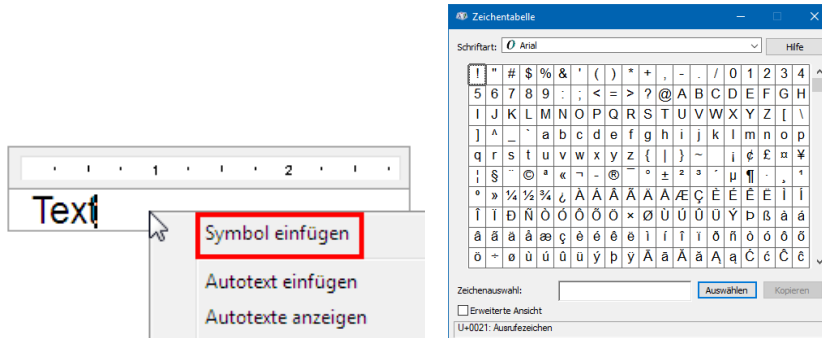 1 2
Text
Symbol einfügen
Autotext einfügen
Autotexte anzeigen
Zeichentabelle
Schriftart: O Arial Hilfe
! " # $ % & ' ( ) * + , - . / 0 1 2 3 4
5 6 7 8 9 : ; < = > ? @ A B C D E F G H
I J K L M N O P Q R S T U V W X Y Z [ \
] ^ _ ` a b c d e f g h i j k l m n o p
q r s t u v w x y z { | } ~ ¡ ¢ £ ¤ ¥
¦ § ¨ © ª « ¬ - ® ¯ ° ± ² ³ ´ µ ¶ · ¸ ¹
º » ¼ ½ ¾ ¿ À Á Â Ã Ä Å Æ Ç È É Ê Ë Ì Í
Î Ï Ð Ñ Ò Ó Ô Õ Ö × Ø Ù Ú Û Ü Ý Þ ß à á
â ã ä å æ ç è é ê ë ì í î ï ð ñ ò ó ô õ
ö ÷ ø ù ú û ü ý þ ÿ Ā ā Ă ă Ą ą Ć ć Ĉ ĉ
Zeichenauswahl: Auswählen Kopieren
Erweiterte Ansicht
U+0021: Ausrufezeichen